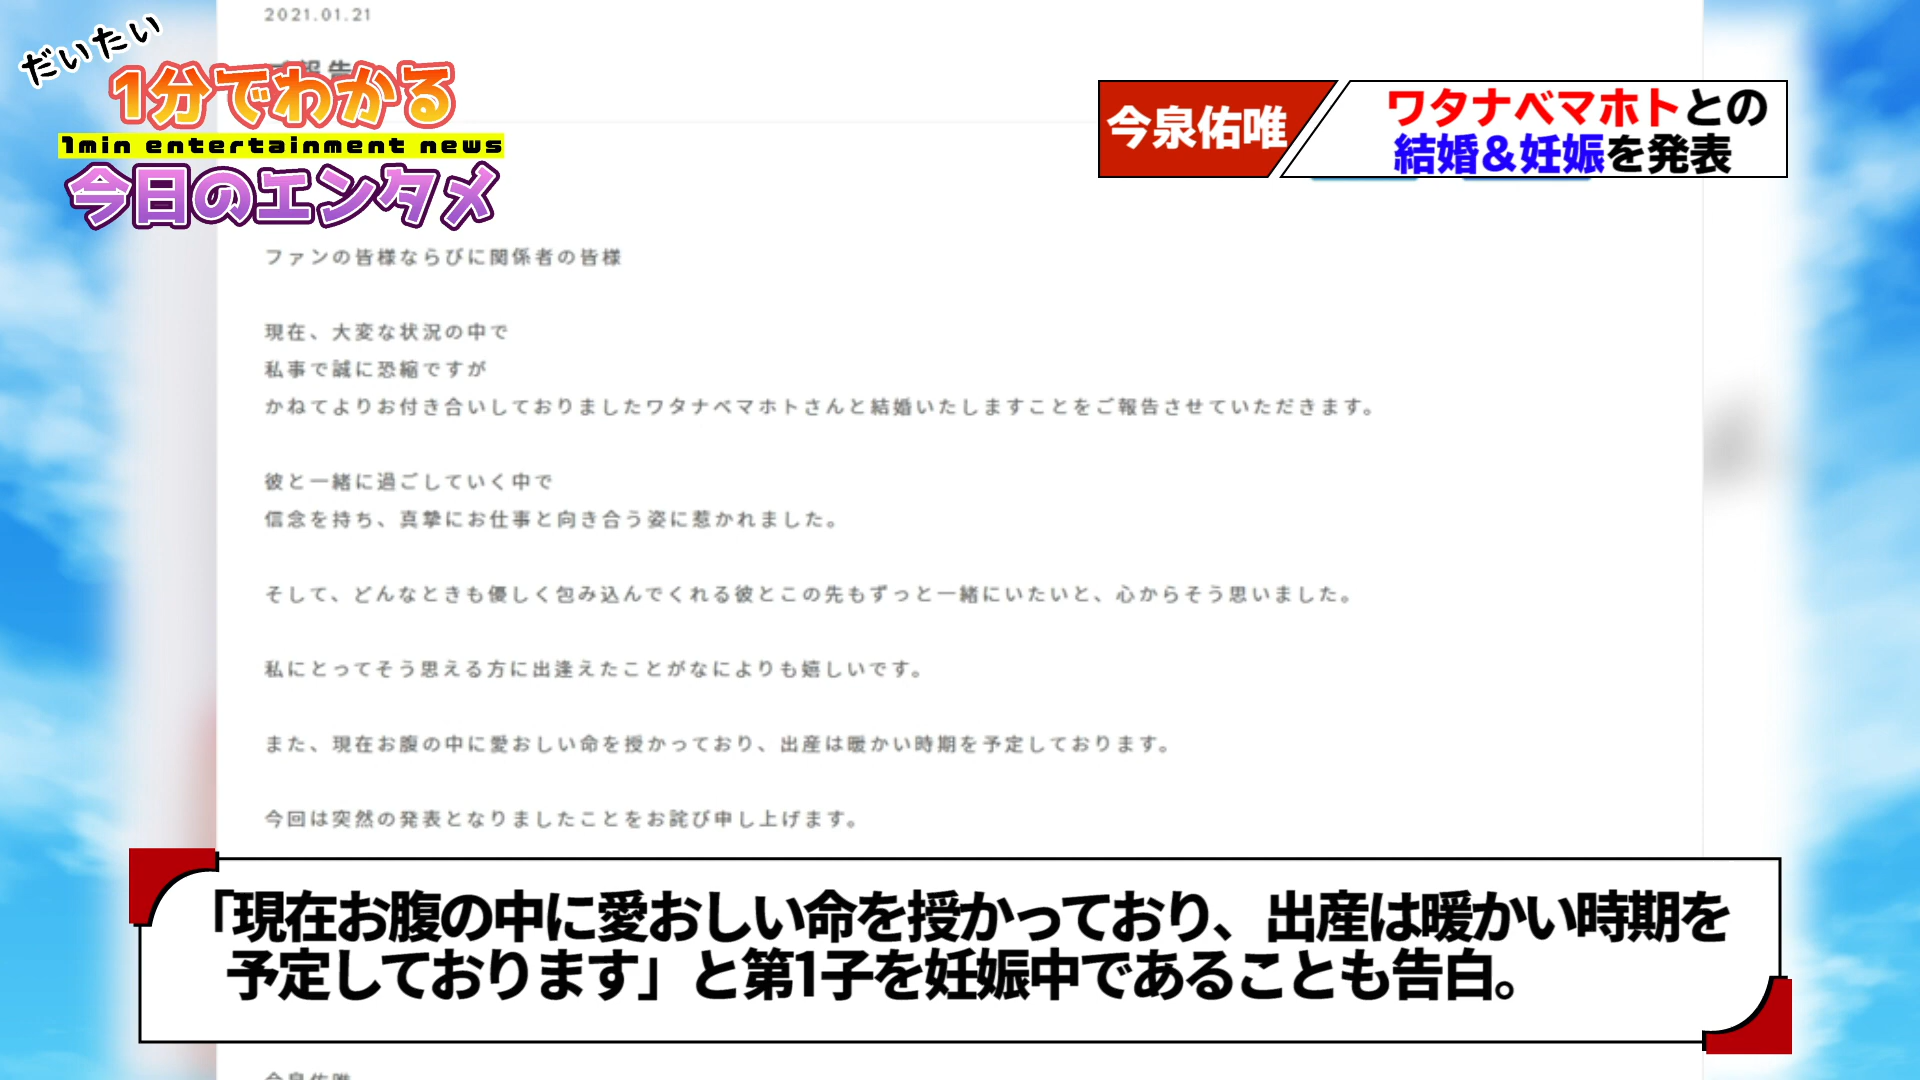 2021.01.21
だいたい
1分でわかる
1min entertainment news
今日のエンタメ
報告
今泉佑唯
ワタナベマホトとの
結婚&妊娠を発表
ファンの皆様ならびに関係者の皆様
現在、大変な状況の中で
私事で誠に恐縮ですが
かねてよりお付き合いしておりましたワタナベマホトさんと結婚いたしますことをご報告させていただきます。
彼と一緒に過ごしていく中で
信念を持ち、真摯にお仕事と向き合う姿に惹かれました。
そして、どんなときも優しく包み込んでくれる彼とこの先もずっと一緒にいたいと、心からそう思いました。
私にとってそう思える方に出逢えたことがなによりも嬉しいです。
また、現在お腹の中に愛おしい命を授かっており、出産は暖かい時期を予定しております。
今回は突然の発表となりましたことをお詫び申し上げます。
「現在お腹の中に愛おしい命を授かっており、出産は暖かい時期を
予定しております」と第1子を妊娠中であることも告白。
今泉佑唯